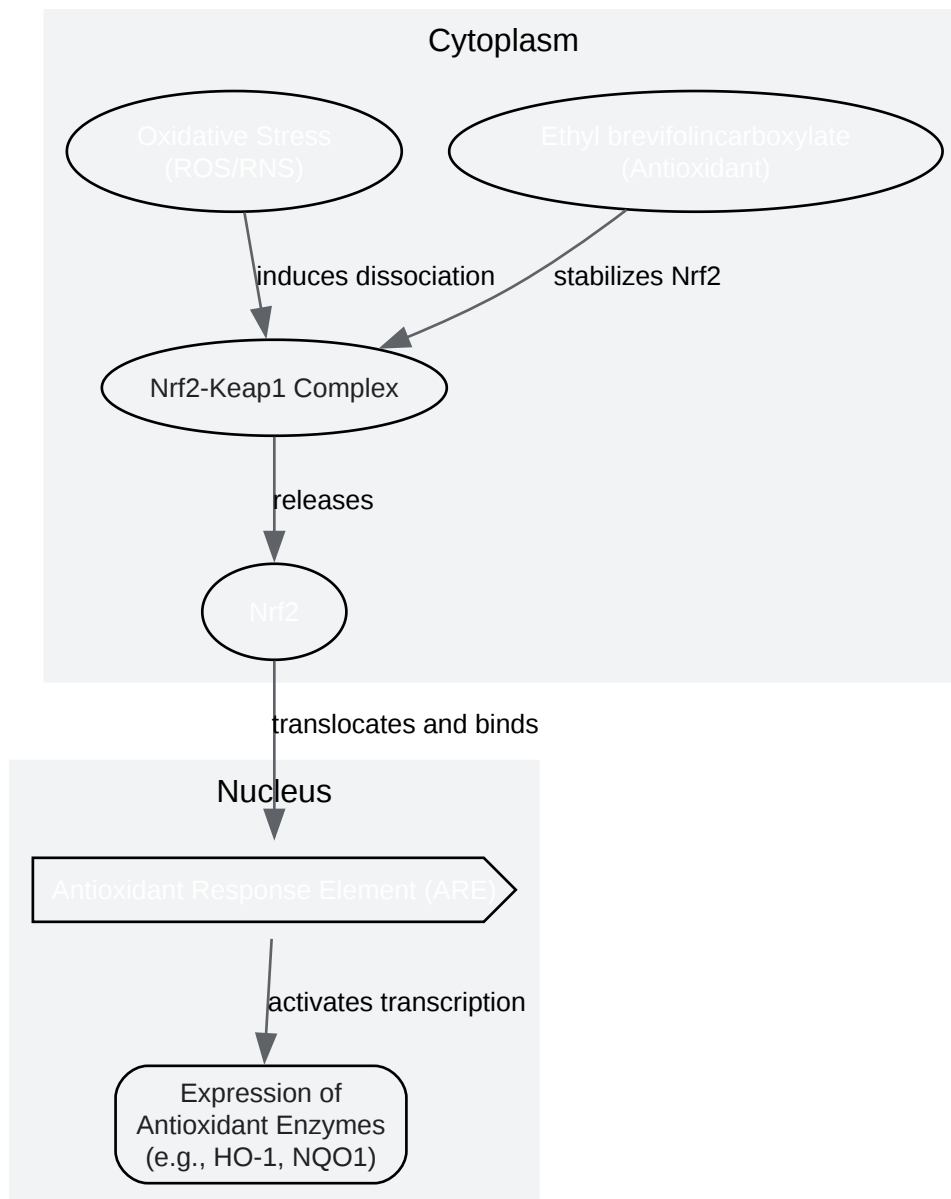 Cytoplasm
Oxidative Stress
(ROS/RNS)
Ethyl brevifolincarboxylate
(Antioxidant)
induces dissociation
stabilizes Nrf2
Nrf2-Keap1 Complex
releases
Nrf2
translocates and binds
Nucleus
Antioxidant Response Element (ARE)
activates transcription
Expression of
Antioxidant Enzymes
(e.g., HO-1, NQO1)